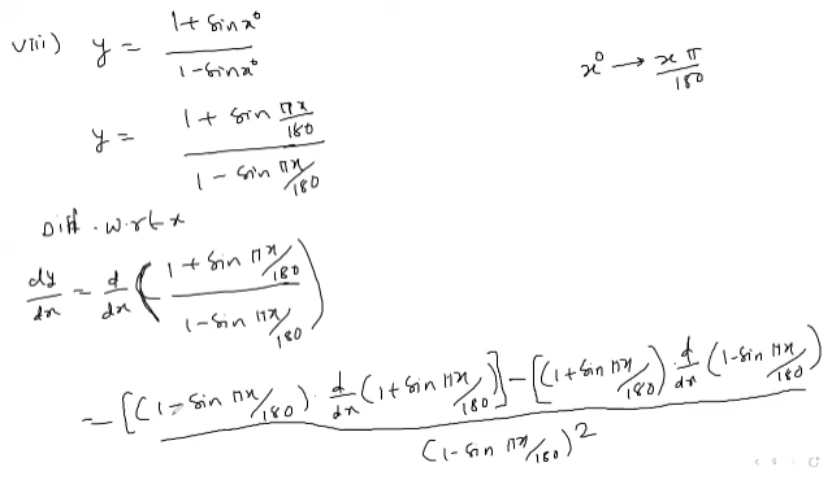 viii) y = (1 + sin x°)/(1 - sin x°)
x° → xπ/180
y = (1 + sin πx/180)/(1 - sin πx/180)
Diff. w.r.t x
dy/dx = d/dx ((1 + sin πx/180)/(1 - sin πx/180))
= [(1 - sin πx/180) · d/dx (1 + sin πx/180)] - [(1 + sin πx/180) · d/dx (1 - sin πx/180)
(1 - sin πx/180)²